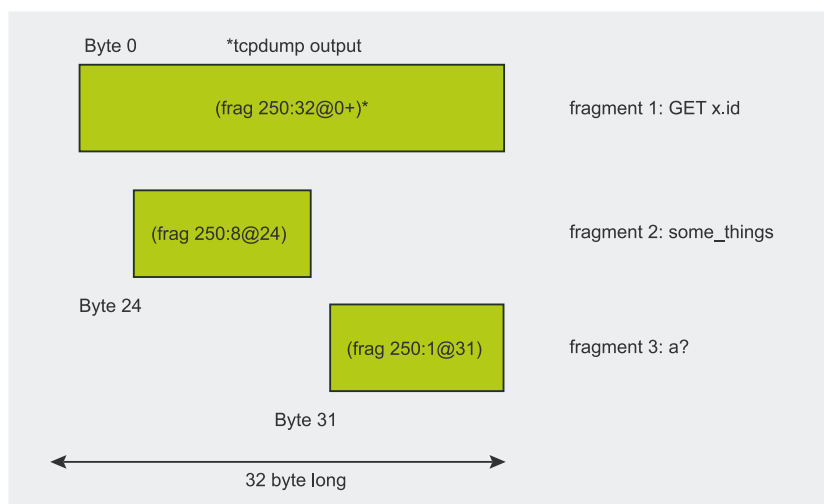 Byte 0 *tcpdump output
(frag 250:32@0+)* fragment 1: GET x.id
(frag 250:8@24) fragment 2: some_things
Byte 24
(frag 250:1@31) fragment 3: a?
Byte 31
32 byte long